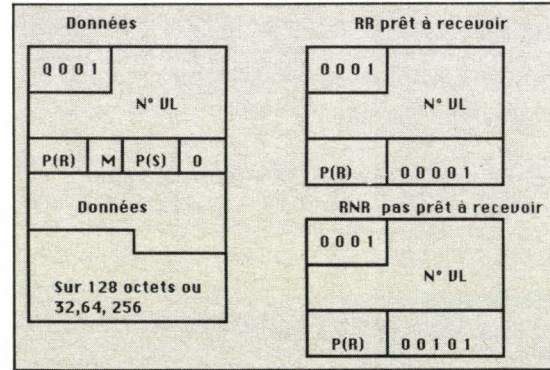 Données
Q 0 0 1
N° VL
P(R) M P(S) 0
Données
Sur 128 octets ou
32,64, 256
RR prêt à recevoir
0 0 0 1
N° VL
P(R) 0 0 0 0 1
RNR pas prêt à recevoir
0 0 0 1
N° VL
P(R) 0 0 1 0 1